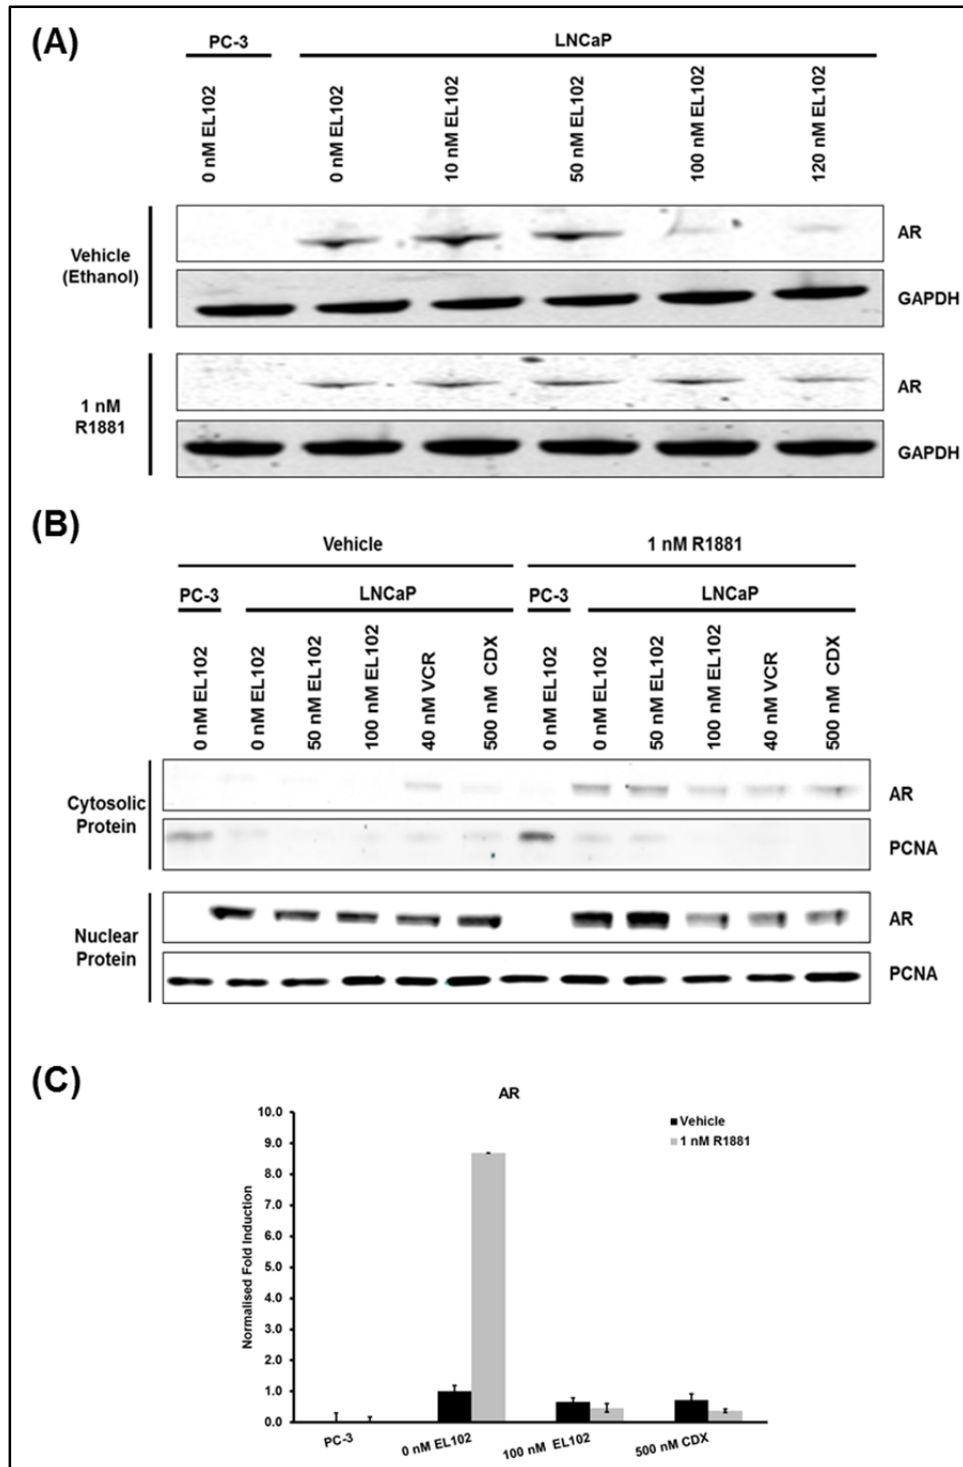 (A)
PC-3
LNCaP
0 nM EL102
0 nM EL102
10 nM EL102
50 nM EL102
100 nM EL102
120 nM EL102
Vehicle
(Ethanol)
AR
GAPDH
1 nM
R1881
AR
GAPDH
(B)
Vehicle
1 nM R1881
PC-3
LNCaP
PC-3
LNCaP
0 nM EL102
0 nM EL102
50 nM EL102
100 nM EL102
40 nM VCR
500 nM CDX
0 nM EL102
0 nM EL102
50 nM EL102
100 nM EL102
40 nM VCR
500 nM CDX
Cytosolic
Protein
AR
PCNA
Nuclear
Protein
AR
PCNA
(C)
AR
Normalised Fold Induction
10.0
9.0
8.0
7.0
6.0
5.0
4.0
3.0
2.0
1.0
0.0
Vehicle
1 nM R1881
PC-3
0 nM EL102
100 nM EL102
500 nM CDX